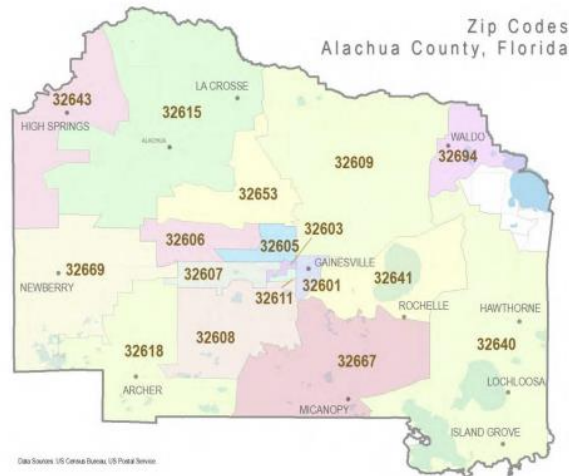 Zip Codes
Alachua County, Florida
LA CROSSE
32643
32615
HIGH SPRINGS
ALACHUA
WALDO
32694
32609
32653
32603
32606
32605
GAINESVILLE
32669
32607
32641
NEWBERRY
32611
32601
ROCHELLE
HAWTHORNE
32608
32640
32618
32667
ARCHER
LOCHLOOSA
MICANOPY
ISLAND GROVE
Data Sources: US Census Bureau, US Postal Service